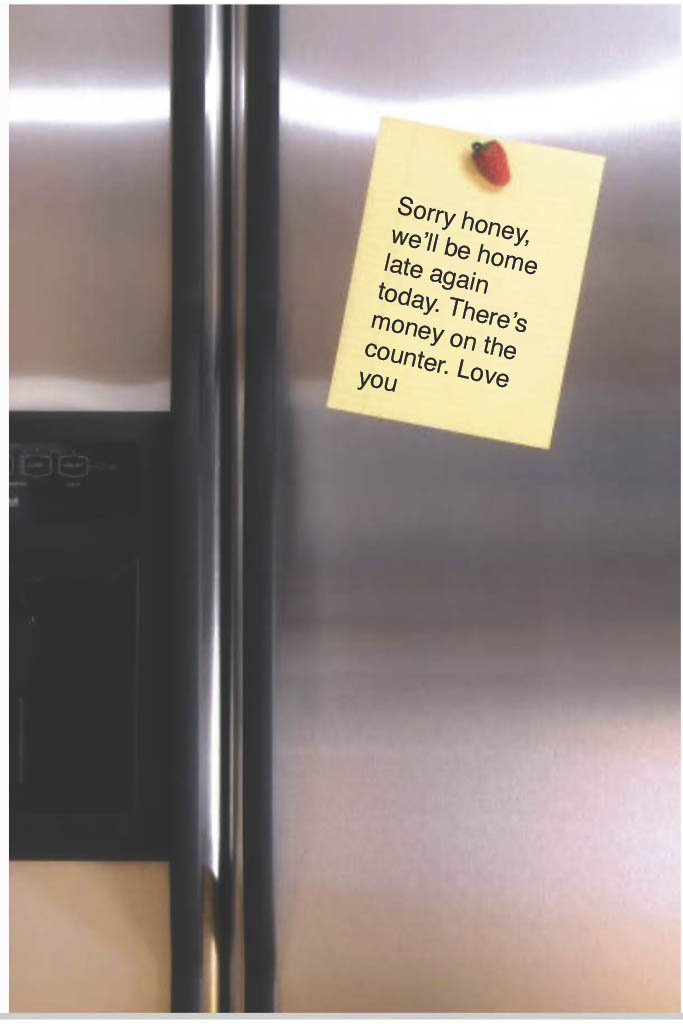 Sorry honey,
we'll be home
late again
today. There's
money on the
counter. Love
you